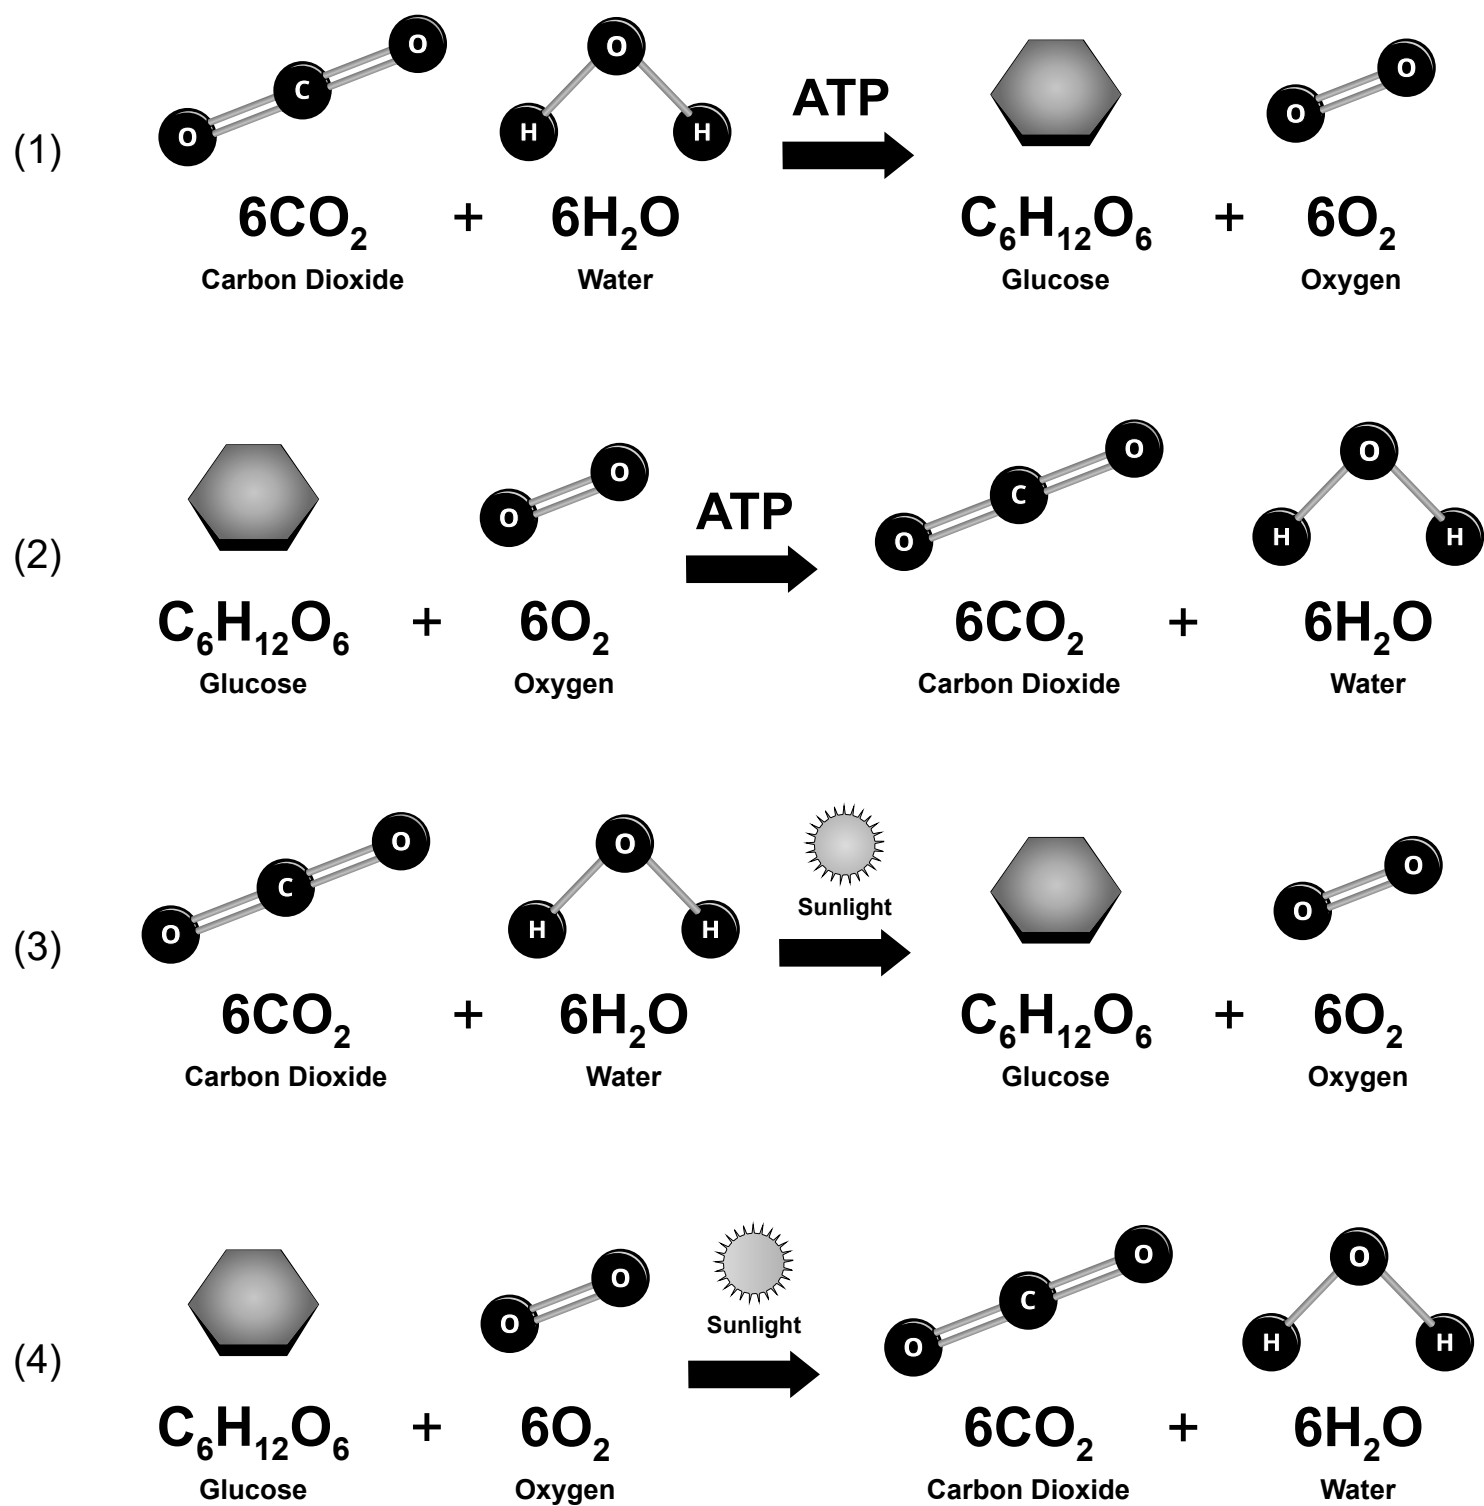 O
C
O
O
H
H
ATP
O
O
(1)
6CO₂ + 6H₂O C₆H₁₂O₆ + 6O₂
Carbon Dioxide Water Glucose Oxygen
O
O
ATP
O
C
O
O
H
H
(2)
C₆H₁₂O₆ + 6O₂ 6CO₂ + 6H₂O
Glucose Oxygen Carbon Dioxide Water
O
C
O
O
H
H
Sunlight
O
O
(3)
6CO₂ + 6H₂O C₆H₁₂O₆ + 6O₂
Carbon Dioxide Water Glucose Oxygen
O
O
Sunlight
O
C
O
O
H
H
(4)
C₆H₁₂O₆ + 6O₂ 6CO₂ + 6H₂O
Glucose Oxygen Carbon Dioxide Water